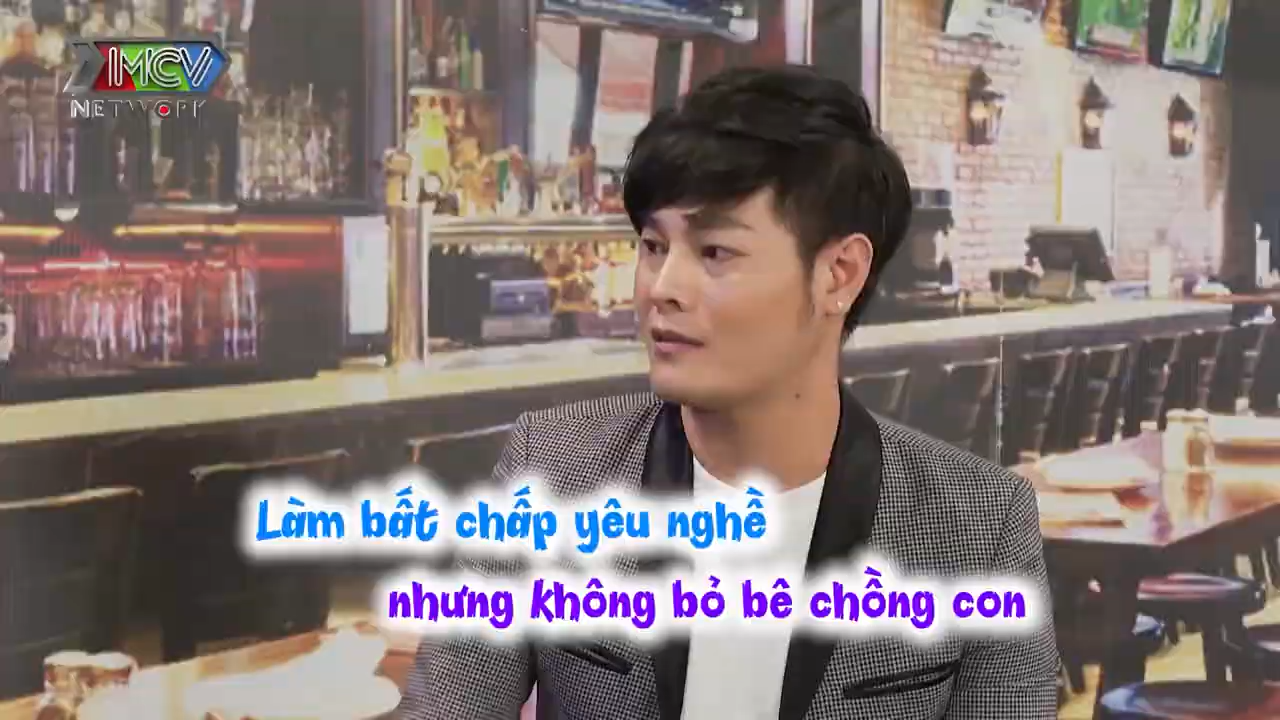 MCV
NETWORK
Làm bất chấp yêu nghề
nhưng không bỏ bê chồng con